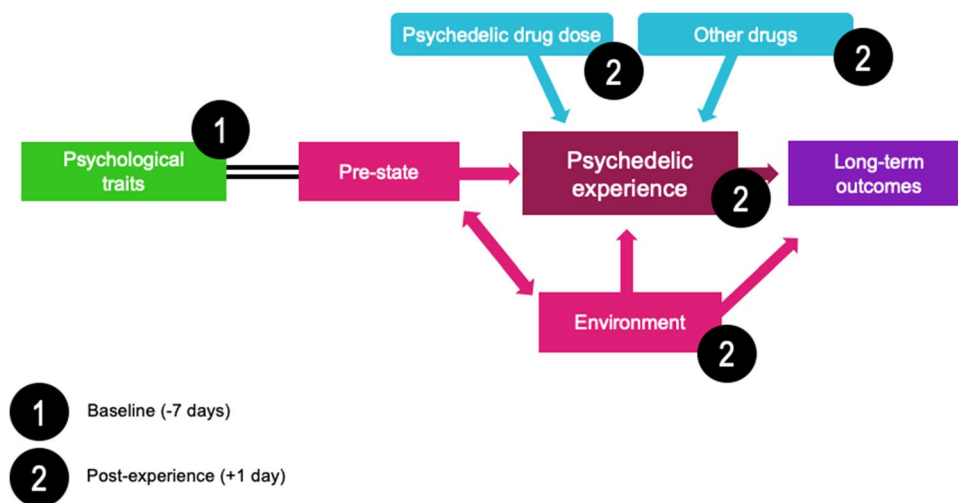 Psychedelic drug dose
2
Other drugs
2
1
Psychological
traits
Pre-state
Psychedelic
experience
2
Long-term
outcomes
Environment
2
1
Baseline (-7 days)
2
Post-experience (+1 day)